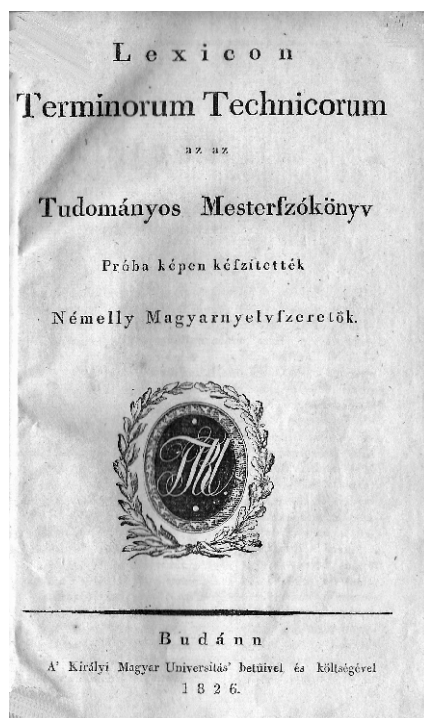 Lexicon
Terminorum Technicorum
az az
Tudományos Mesterſzókönyv
Próba képen kéſzítették
Némelly Magyarnyelvſzeretők.
Budánn
A' Királyi Magyar Universitás' betűivel és költségével
1826.